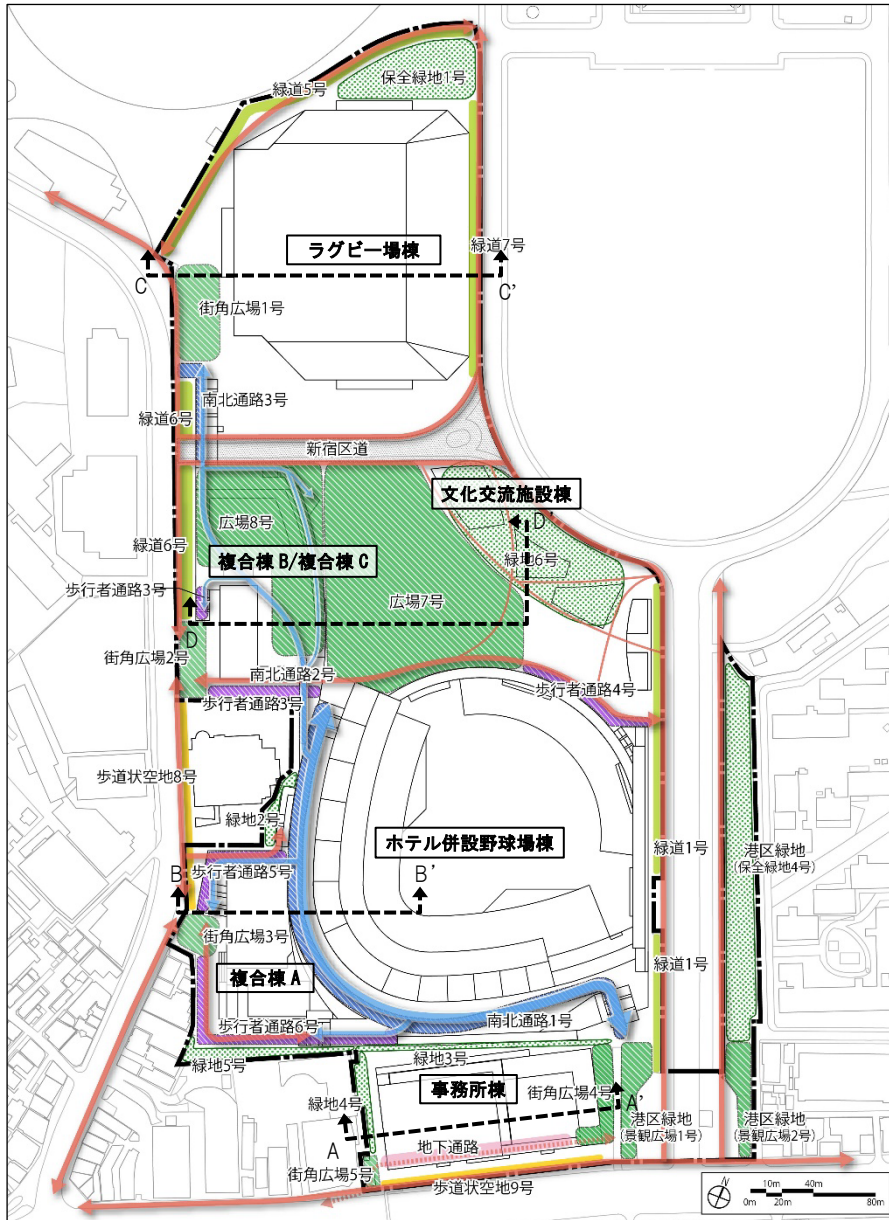 保全緑地1号
緑道5号
ラグビー場棟
緑道7号
C
C'
街角広場1号
南北通路3号
緑道6号
新宿区道
文化交流施設棟
D'
広場8号
緑道6号
緑地6号
複合棟B/複合棟C
歩行者通路3号
広場7号
D
街角広場2号
南北通路2号
歩行者通路3号
歩行者通路4号
歩道状空地8号
緑地2号
ホテル併設野球場棟
緑道1号
港区緑地
(保全緑地4号)
歩行者通路5号
B
B'
街角広場3号
緑道1号
複合棟A
南北通路1号
歩行者通路6号
緑地5号
緑地3号
事務所棟
街角広場4号
緑地4号
A'
港区緑地
(景観広場1号)
港区緑地
(景観広場2号)
A
地下通路
街角広場5号
歩道状空地9号
N
10m 40m
0m 20m 80m